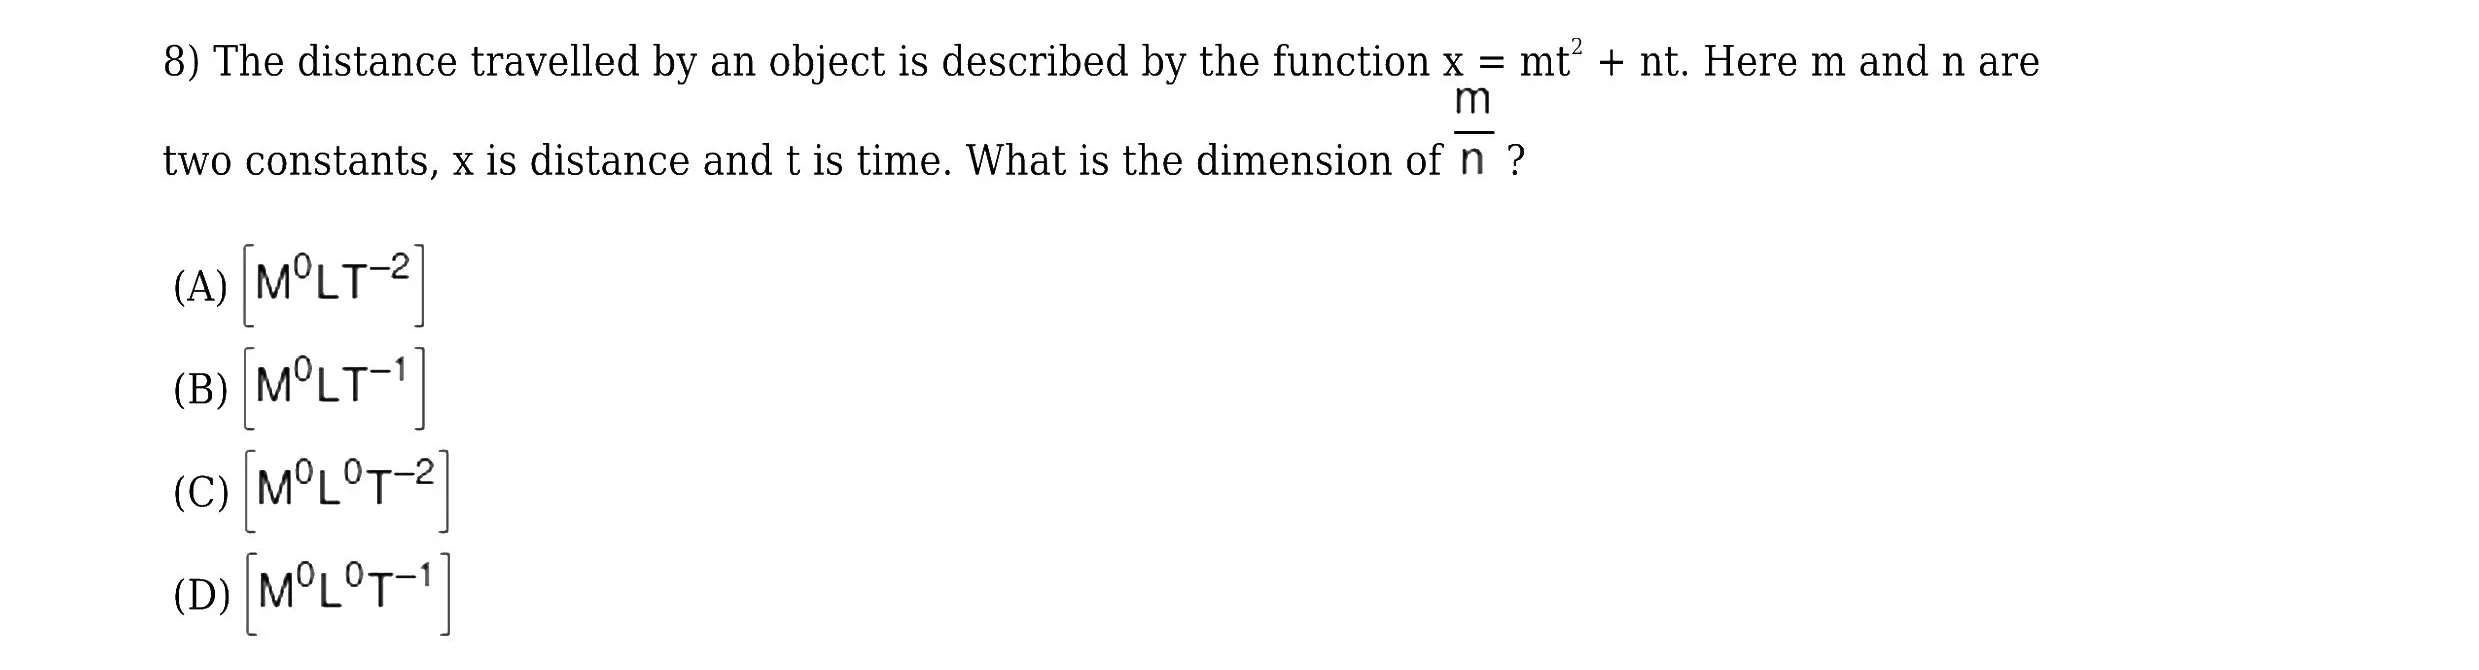 8) The distance travelled by an object is described by the function x = mt² + nt. Here m and n are
two constants, x is distance and t is time. What is the dimension of m/n ?
(A) [M⁰LT⁻²]
(B) [M⁰LT⁻¹]
(C) [M⁰L⁰T⁻²]
(D) [M⁰L⁰T⁻¹]